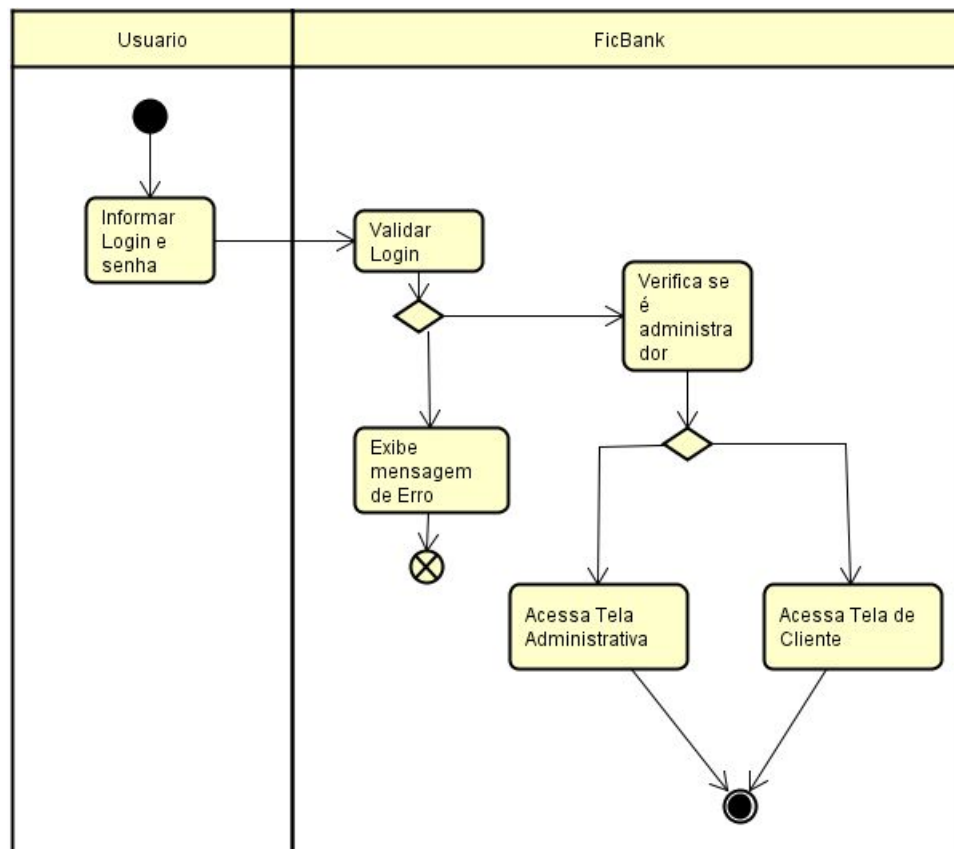 Usuario
FicBank
Informar
Login e
senha
Validar
Login
Verifica se
é
administra
dor
Exibe
mensagem
de Erro
Acessa Tela
Administrativa
Acessa Tela de
Cliente